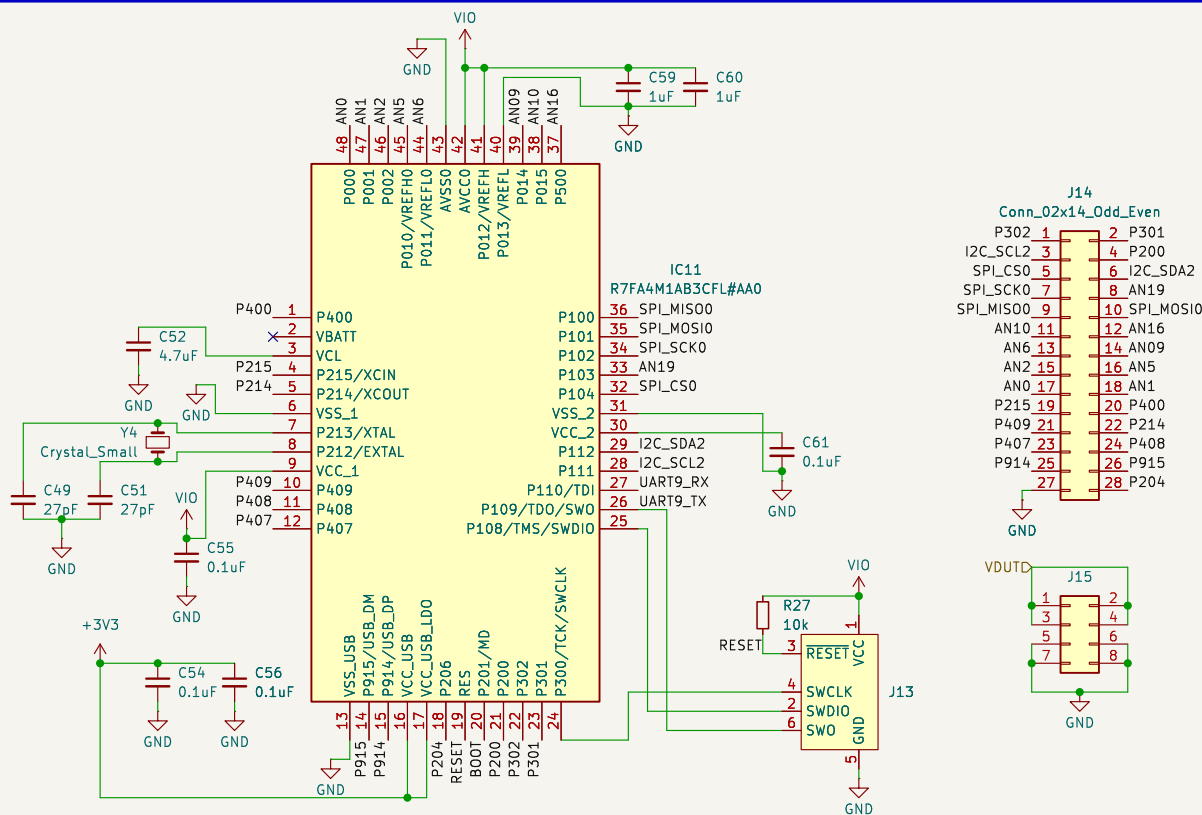 VIO
GND
C59
1uF
C60
1uF
GND
AN0
AN1
AN2
AN5
AN6
AN09
AN10
AN16
48
47
46
45
44
43
42
41
40
39
38
37
P000
P001
P002
P010/VREFH0
P011/VREFL0
AVSS0
AVCC0
P012/VREFH
P013/VREFL
P014
P015
P500
IC11
R7FA4M1AB3CFL#AA0
P400 1 P400
2 VBATT
3 VCL
P215 4 P215/XCIN
P214 5 P214/XCOUT
6 VSS_1
7 P213/XTAL
8 P212/EXTAL
9 VCC_1
P409 10 P409
P408 11 P408
P407 12 P407
C52
4.7uF
GND
GND
Y4
Crystal_Small
C49
27pF
C51
27pF
GND
VIO
C55
0.1uF
GND
P100 36 SPI_MISO0
P101 35 SPI_MOSI0
P102 34 SPI_SCK0
P103 33 AN19
P104 32 SPI_CS0
VSS_2 31
VCC_2 30
P112 29 I2C_SDA2
P111 28 I2C_SCL2
P110/TDI 27 UART9_RX
P109/TDO/SWO 26 UART9_TX
P108/TMS/SWDIO 25
C61
0.1uF
GND
+3V3
C54
0.1uF
C56
0.1uF
GND
GND
VSS_USB
P915/USB_DM
P914/USB_DP
VCC_USB
VCC_USB_LDO
P206
RES
P201/MD
P200
P302
P301
P300/TCK/SWCLK
13
14
15
16
17
18
19
20
21
22
23
24
P915
P914
P204
RESET
BOOT
P200
P302
P301
GND
VIO
R27
10k
RESET 3 RESET
1 VCC
4 SWCLK
2 SWDIO
6 SWO
5 GND
J13
GND
J14
Conn_02x14_Odd_Even
P302 1 2 P301
I2C_SCL2 3 4 P200
SPI_CS0 5 6 I2C_SDA2
SPI_SCK0 7 8 AN19
SPI_MISO0 9 10 SPI_MOSI0
AN10 11 12 AN16
AN6 13 14 AN09
AN2 15 16 AN5
AN0 17 18 AN1
P215 19 20 P400
P409 21 22 P214
P407 23 24 P408
P914 25 26 P915
27 28 P204
GND
VDUT
J15
1 2
3 4
5 6
7 8
GND